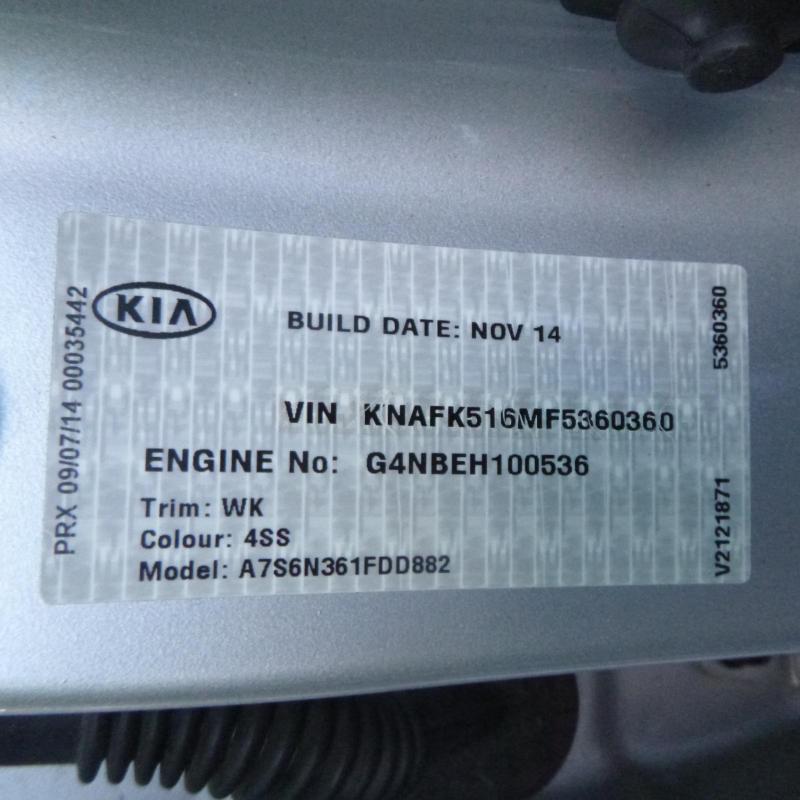 KIA
BUILD DATE: NOV 14
VIN KNAFK516MF5360360
ENGINE No: G4NBEH100536
Trim: WK
Colour: 4SS
Model: A7S6N361FDD882
PRX 09/07/14 00035442
5360360
V2121871